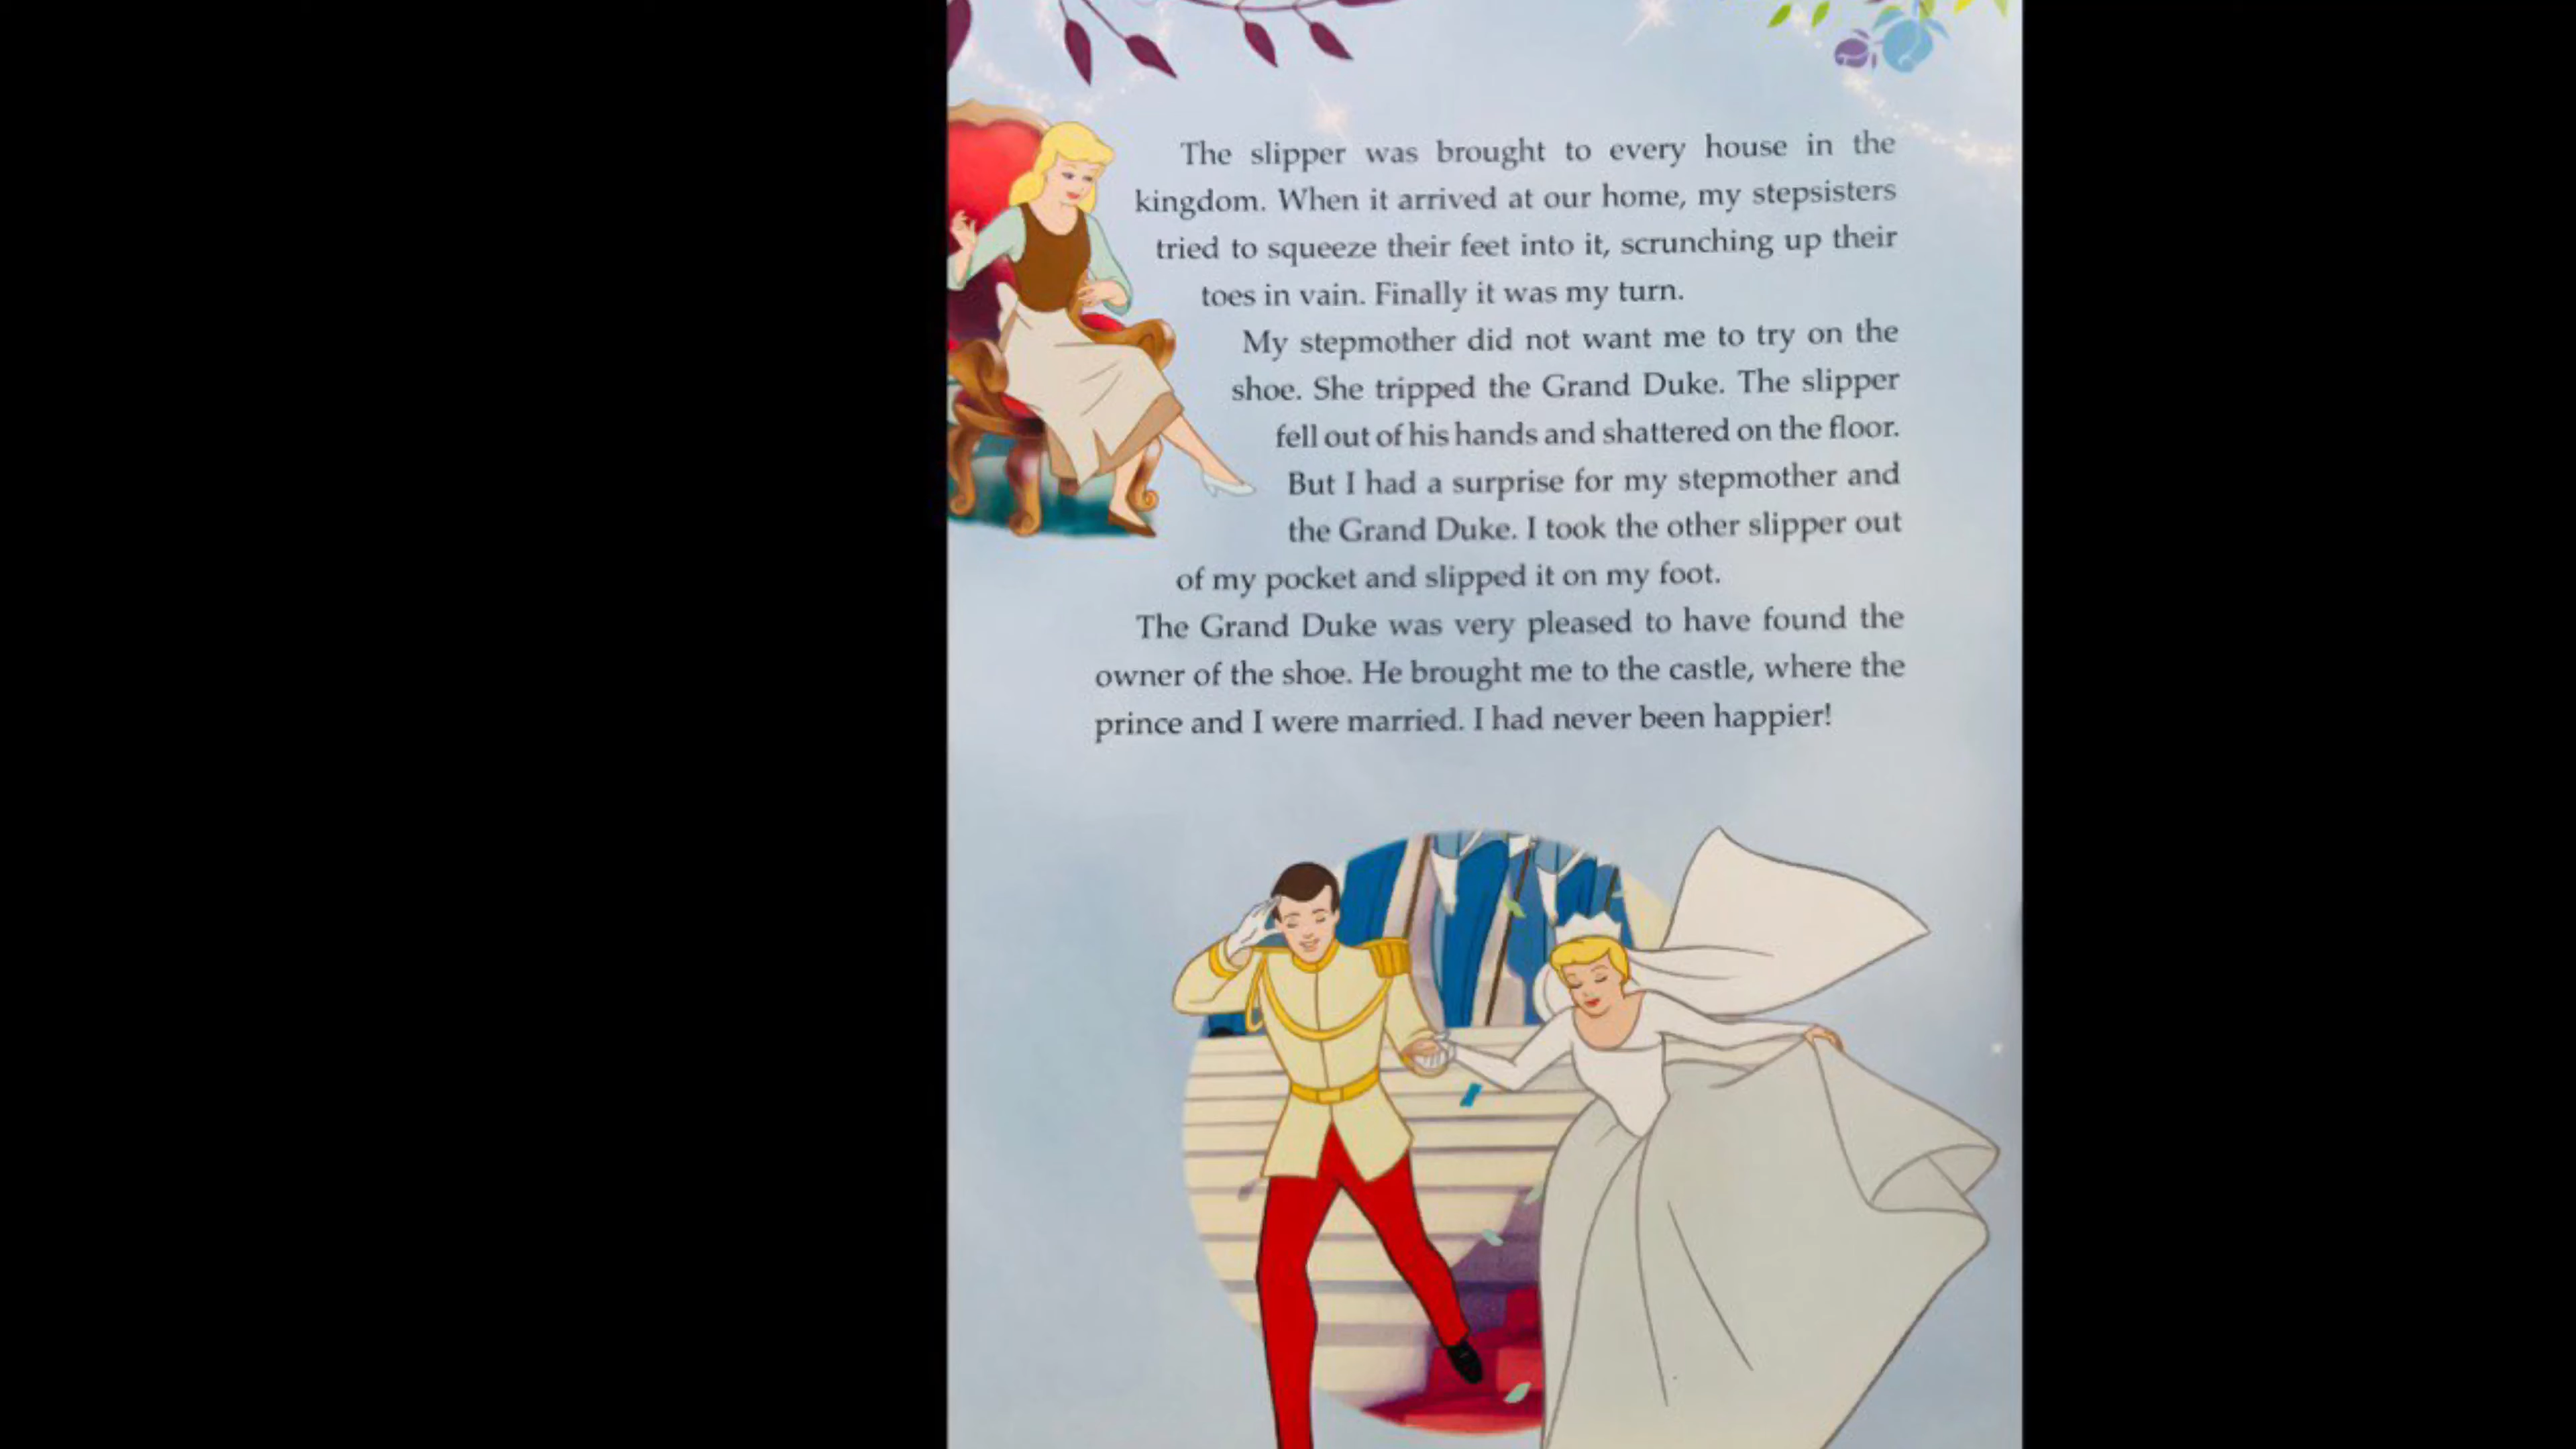 The slipper was brought to every house in the
kingdom. When it arrived at our home, my stepsisters
tried to squeeze their feet into it, scrunching up their
toes in vain. Finally it was my turn.
My stepmother did not want me to try on the
shoe. She tripped the Grand Duke. The slipper
fell out of his hands and shattered on the floor.
But I had a surprise for my stepmother and
the Grand Duke. I took the other slipper out
of my pocket and slipped it on my foot.
The Grand Duke was very pleased to have found the
owner of the shoe. He brought me to the castle, where the
prince and I were married. I had never been happier!